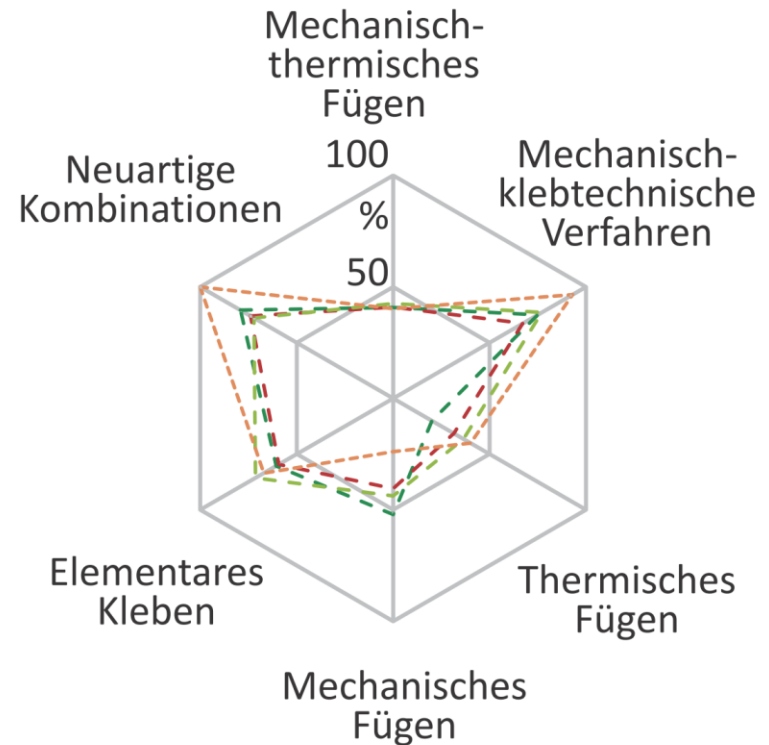 Mechanisch-
thermisches
Fügen
100
%
50
Mechanisch-
klebtechnische
Verfahren
Thermisches
Fügen
Mechanisches
Fügen
Elementares
Kleben
Neuartige
Kombinationen